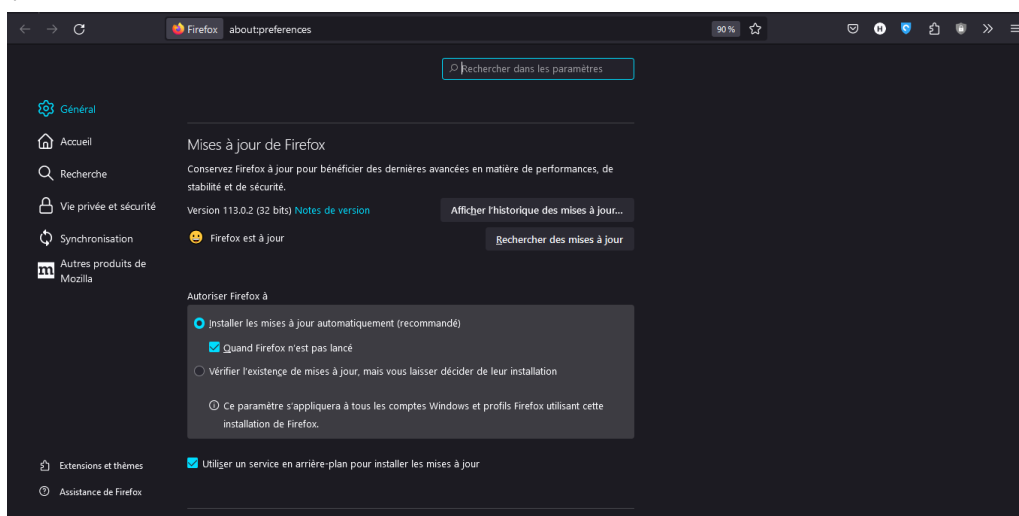 Firefox about:preferences 90 %
Rechercher dans les paramètres
Général
Accueil
Recherche
Vie privée et sécurité
Synchronisation
Autres produits de
Mozilla
Extensions et thèmes
Assistance de Firefox
Mises à jour de Firefox
Conservez Firefox à jour pour bénéficier des dernières avancées en matière de performances, de
stabilité et de sécurité.
Version 113.0.2 (32 bits) Notes de version
Afficher l'historique des mises à jour...
Firefox est à jour
Rechercher des mises à jour
Autoriser Firefox à
Installer les mises à jour automatiquement (recommandé)
Quand Firefox n'est pas lancé
Vérifier l'existence de mises à jour, mais vous laisser décider de leur installation
Ce paramètre s'appliquera à tous les comptes Windows et profils Firefox utilisant cette
installation de Firefox.
Utiliser un service en arrière-plan pour installer les mises à jour